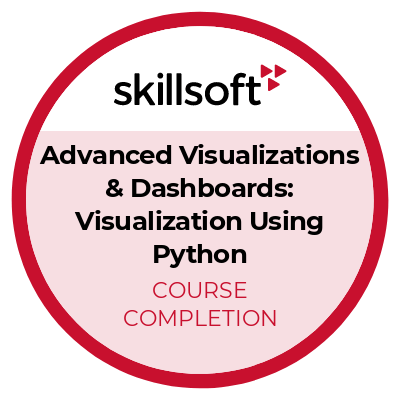 skillsoft
Advanced Visualizations
& Dashboards:
Visualization Using
Python
COURSE
COMPLETION